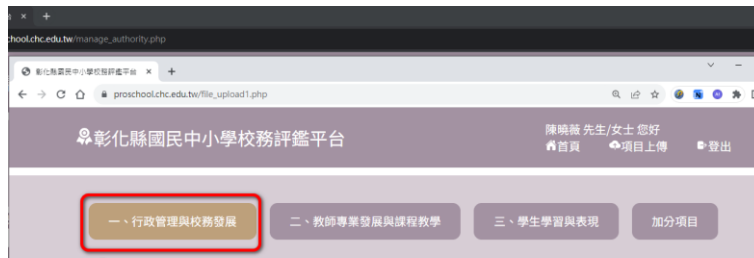 × +
hool.chc.edu.tw/manage_authority.php
彰化縣國民中小學校務評鑑平台 × +
proschool.chc.edu.tw/file_upload1.php
彰化縣國民中小學校務評鑑平台
陳曉薇 先生/女士 您好
首頁 項目上傳 登出
一、行政管理與校務發展 二、教師專業發展與課程教學 三、學生學習與表現 加分項目